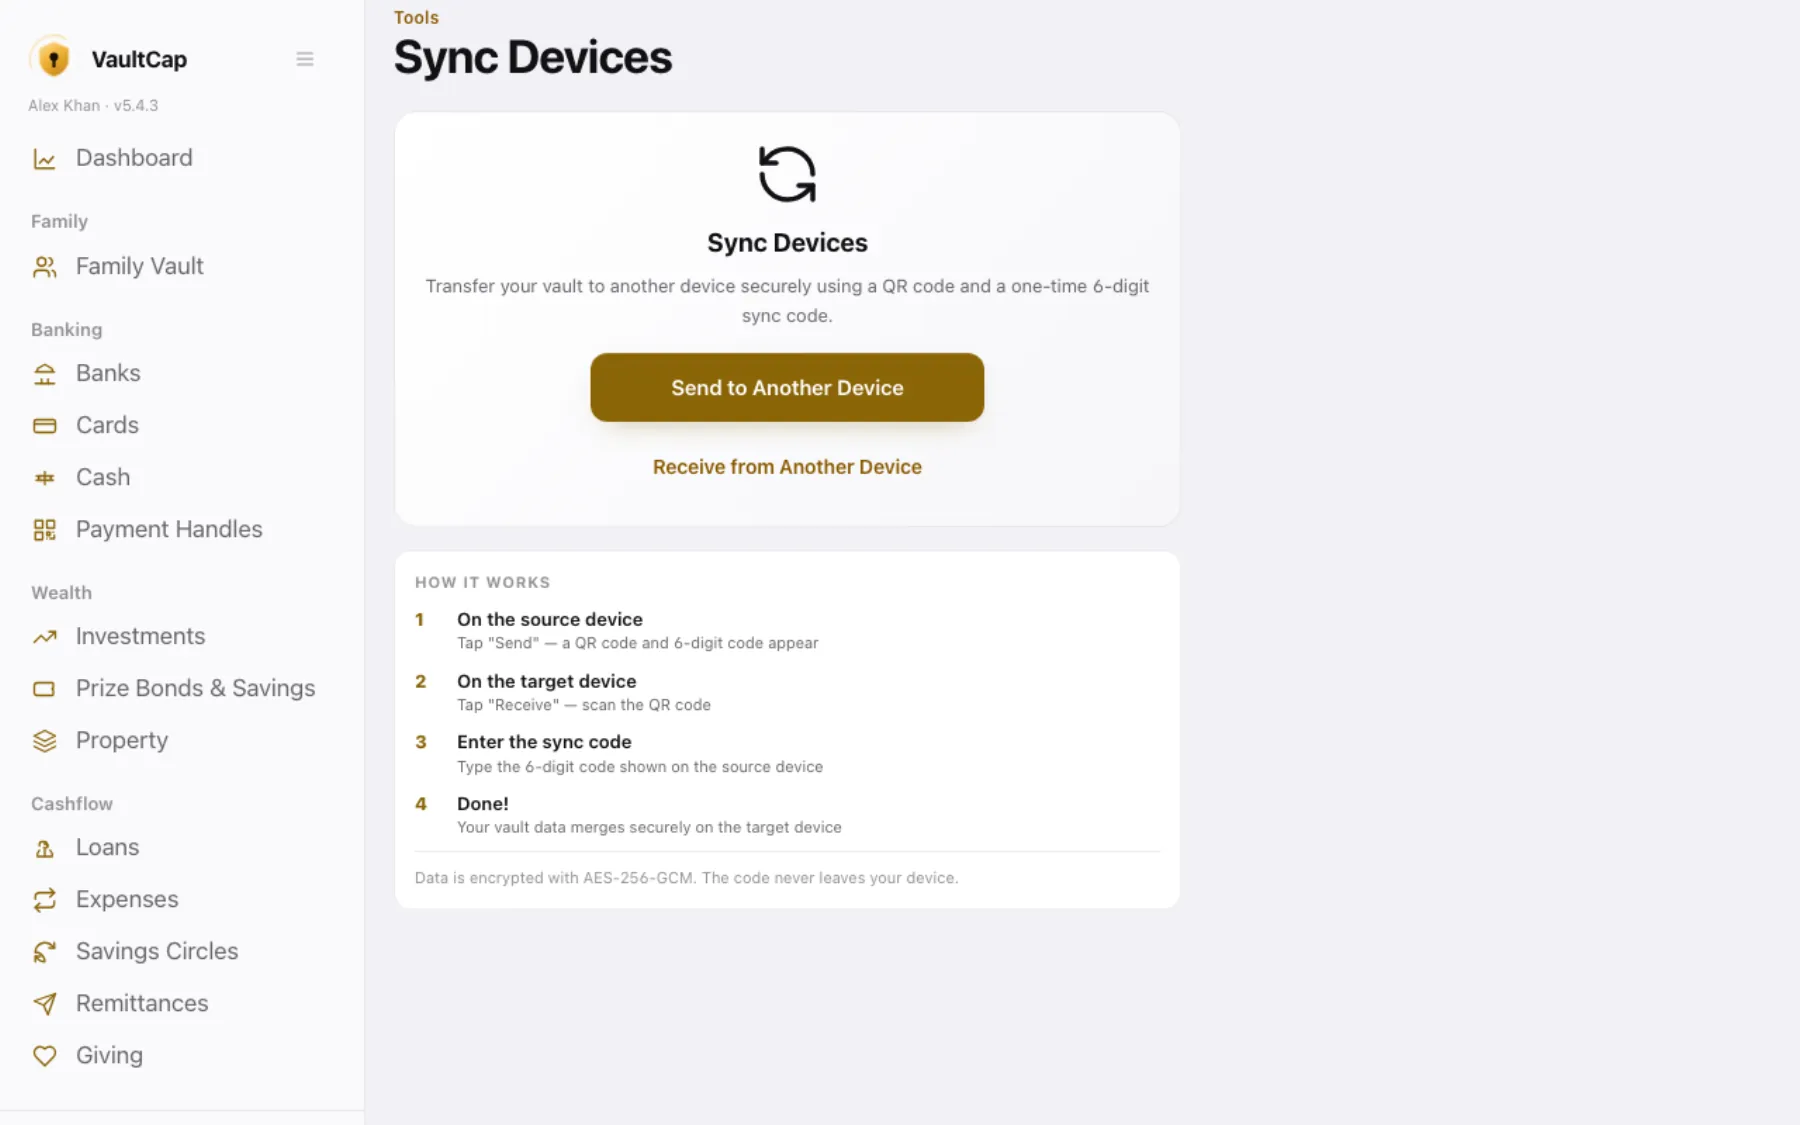 VaultCap
Alex Khan · v5.4.3
Dashboard
Family
Family Vault
Banking
Banks
Cards
Cash
Payment Handles
Wealth
Investments
Prize Bonds & Savings
Property
Cashflow
Loans
Expenses
Savings Circles
Remittances
Giving
Tools
Sync Devices
Sync Devices
Transfer your vault to another device securely using a QR code and a one-time 6-digit
sync code.
Send to Another Device
Receive from Another Device
HOW IT WORKS
1 On the source device
Tap "Send" — a QR code and 6-digit code appear
2 On the target device
Tap "Receive" — scan the QR code
3 Enter the sync code
Type the 6-digit code shown on the source device
4 Done!
Your vault data merges securely on the target device
Data is encrypted with AES-256-GCM. The code never leaves your device.